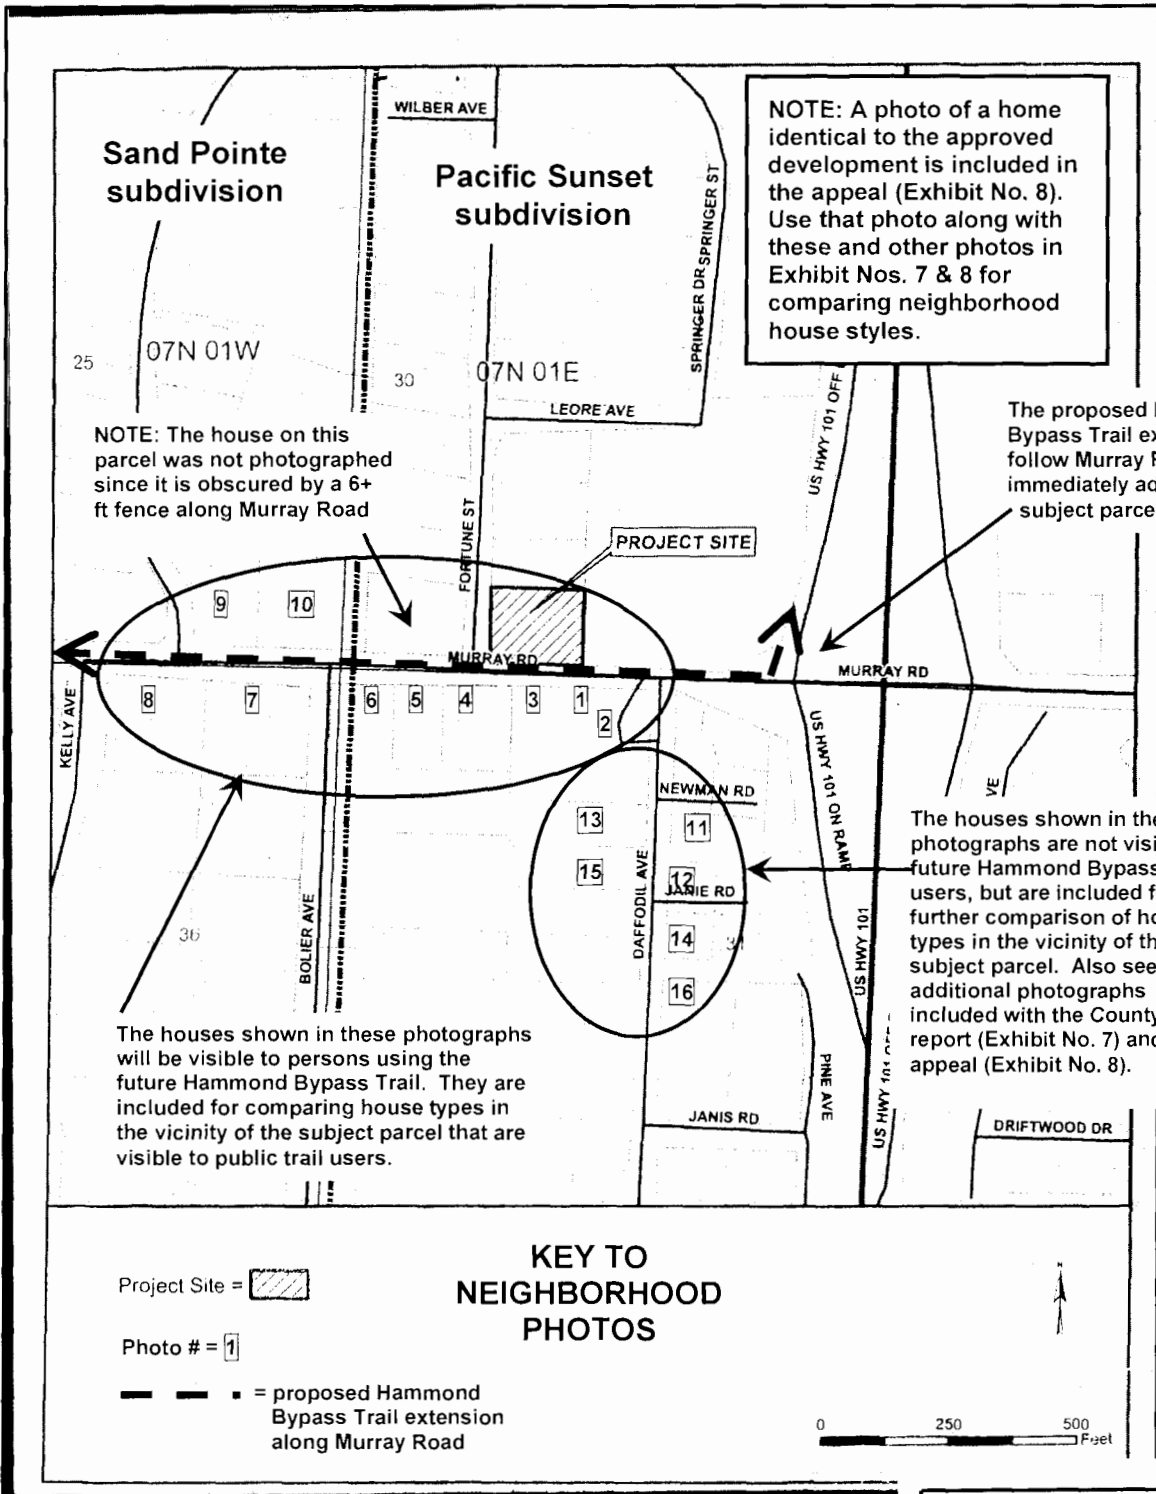 WILBER AVE
Sand Pointe
subdivision
Pacific Sunset
subdivision
SPRINGER ST
SPRINGER DR
NOTE: A photo of a home
identical to the approved
development is included in
the appeal (Exhibit No. 8).
Use that photo along with
these and other photos in
Exhibit Nos. 7 & 8 for
comparing neighborhood
house styles.
25
07N 01W
30
07N 01E
LEORE AVE
US HWY 101 OFF
NOTE: The house on this
parcel was not photographed
since it is obscured by a 6+
ft fence along Murray Road
The proposed
Bypass Trail ex
follow Murray
immediately
subject parce
FORTUNE ST
PROJECT SITE
9
10
MURRAY RD
MURRAY RD
KELLY AVE
8
7
6
5
4
3
1
2
US HWY 101 ON RAMP
NEWMAN RD
VE
13
11
15
12
JANIE RD
DAFFODIL AVE
14
16
36
BOLIER AVE
US HWY 101
The houses shown in the
photographs are not visi
future Hammond Bypass
users, but are included f
further comparison of ho
types in the vicinity of th
subject parcel. Also see
additional photographs
included with the County
report (Exhibit No. 7) and
appeal (Exhibit No. 8).
The houses shown in these photographs
will be visible to persons using the
future Hammond Bypass Trail. They are
included for comparing house types in
the vicinity of the subject parcel that are
visible to public trail users.
PINE AVE
US HWY 101
JANIS RD
DRIFTWOOD DR
KEY TO
NEIGHBORHOOD
PHOTOS
Project Site =
Photo # = 1
= proposed Hammond
Bypass Trail extension
along Murray Road
N
0 250 500
Feet